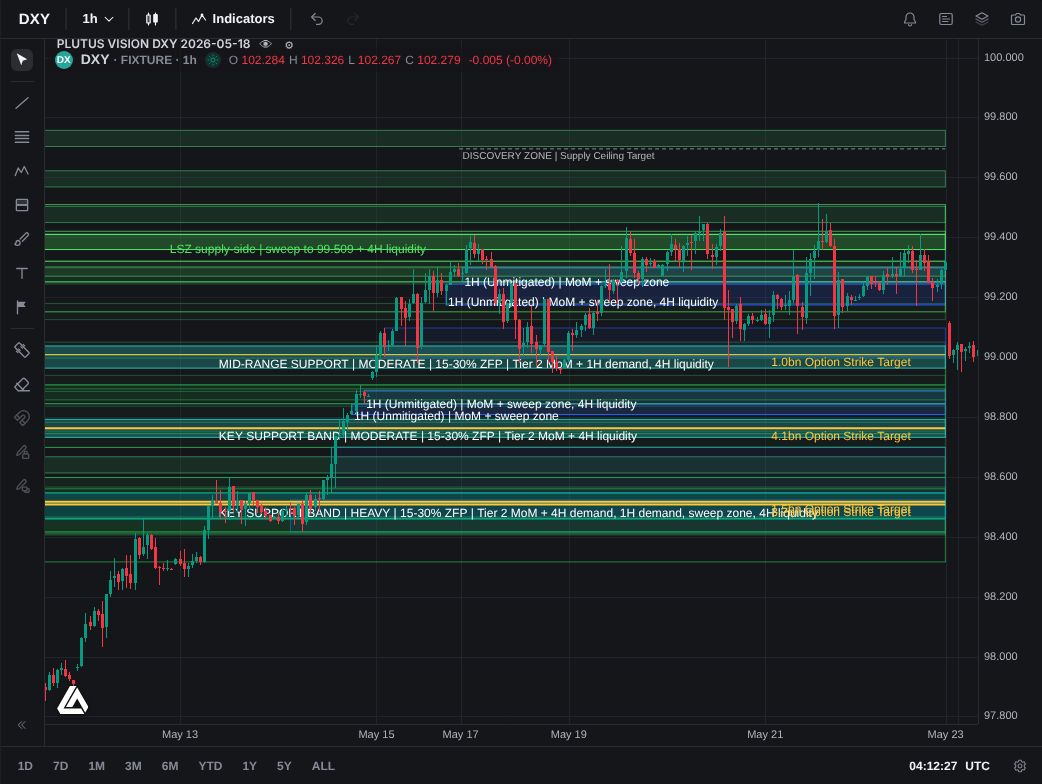 DXY 1h Indicators
PLUTUS VISION DXY 2026-05-18
DX DXY · FIXTURE · 1h O 102.284 H 102.326 L 102.267 C 102.279 -0.005 (-0.00%)
100.000
99.800
DISCOVERY ZONE | Supply Ceiling Target
99.600
99.400
LSZ supply-side | sweep to 99.509 + 4H liquidity
1H (Unmitigated) | MoM + sweep zone
99.200
1H (Unmitigated) | MoM + sweep zone, 4H liquidity
99.000
MID-RANGE SUPPORT | MODERATE | 15-30% ZFP | Tier 2 MoM + 1H demand, 4H liquidity
1.0bn Option Strike Target
1H (Unmitigated) | MoM + sweep zone, 4H liquidity
1H (Unmitigated) | MoM + sweep zone
98.800
KEY SUPPORT BAND | MODERATE | 15-30% ZFP | Tier 2 MoM + 4H liquidity
4.1bn Option Strike Target
98.600
KEY SUPPORT BAND | HEAVY | 15-30% ZFP | Tier 2 MoM + 4H demand, 1H demand, sweep zone, 4H liquidity
Option Strike Target
98.400
98.200
98.000
97.800
May 13 May 15 May 17 May 19 May 21 May 23
1D 7D 1M 3M 6M YTD 1Y 5Y ALL 04:12:27 UTC